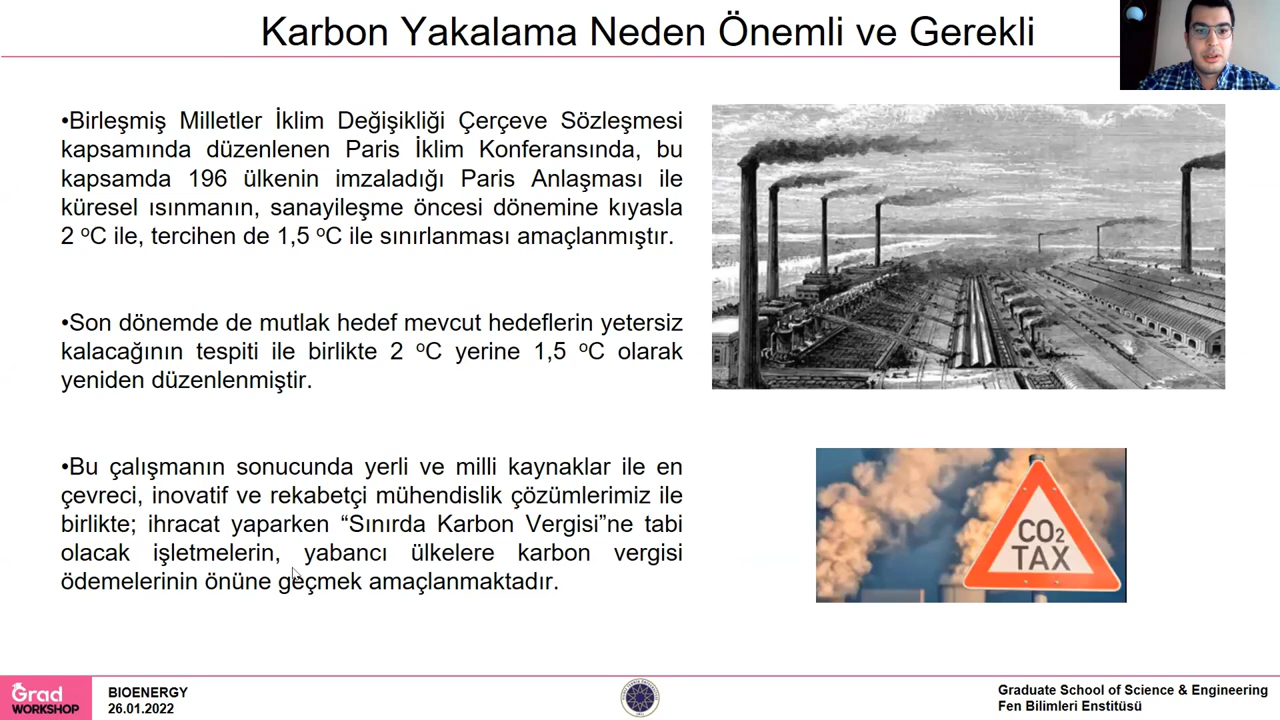 Karbon Yakalama Neden Önemli ve Gerekli
•Birleşmiş Milletler İklim Değişikliği Çerçeve Sözleşmesi
kapsamında düzenlenen Paris İklim Konferansında, bu
kapsamda 196 ülkenin imzaladığı Paris Anlaşması ile
küresel ısınmanın, sanayileşme öncesi dönemine kıyasla
2 ºC ile, tercihen de 1,5 ºC ile sınırlanması amaçlanmıştır.
•Son dönemde de mutlak hedef mevcut hedeflerin yetersiz
kalacağının tespiti ile birlikte 2 ºC yerine 1,5 ºC olarak
yeniden düzenlenmiştir.
•Bu çalışmanın sonucunda yerli ve milli kaynaklar ile en
çevreci, inovatif ve rekabetçi mühendislik çözümlerimiz ile
birlikte; ihracat yaparken “Sınırda Karbon Vergisi”ne tabi
olacak işletmelerin, yabancı ülkelere karbon vergisi
ödemelerinin önüne geçmek amaçlanmaktadır.
CO₂
TAX
Grad
WORKSHOP
BIOENERGY
26.01.2022
Graduate School of Science & Engineering
Fen Bilimleri Enstitüsü